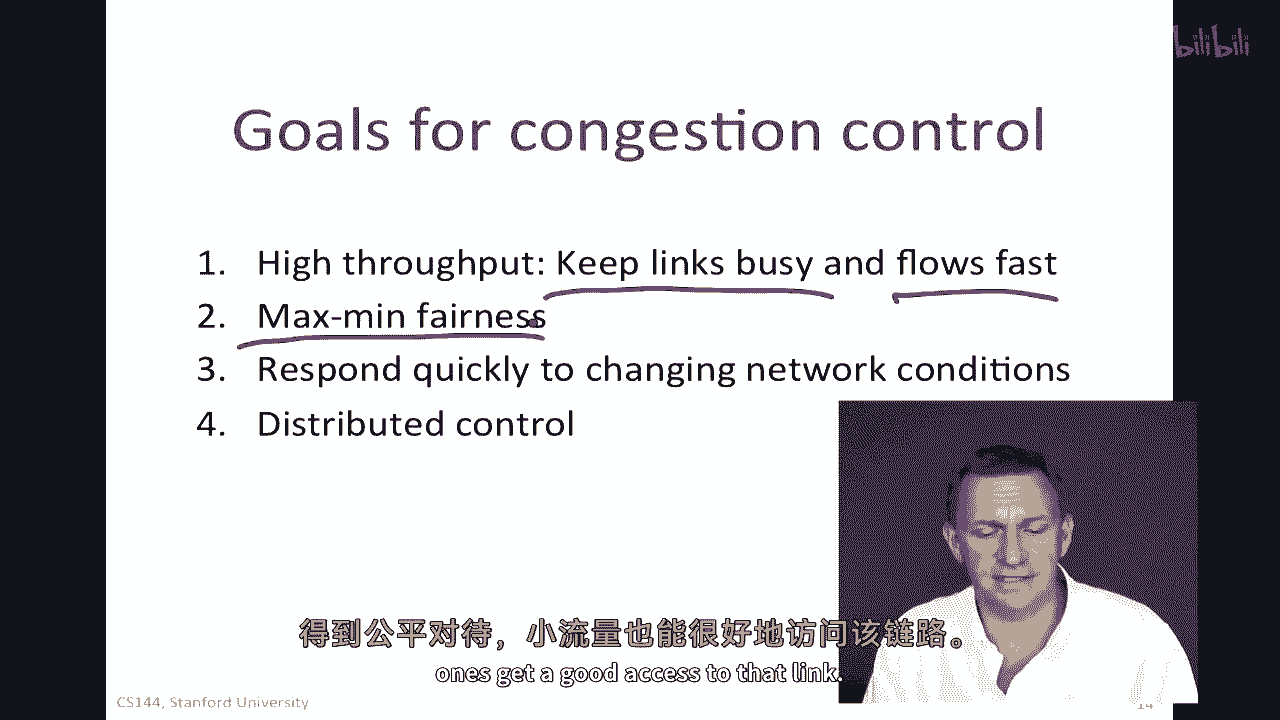 bilibili
Goals for congestion control
1. High throughput: Keep links busy and flows fast
2. Max-min fairness
3. Respond quickly to changing network conditions
4. Distributed control
得到公平对待，小流量也能很好地访问该链路。
ones get a good access to that link.
CS144, Stanford University
14